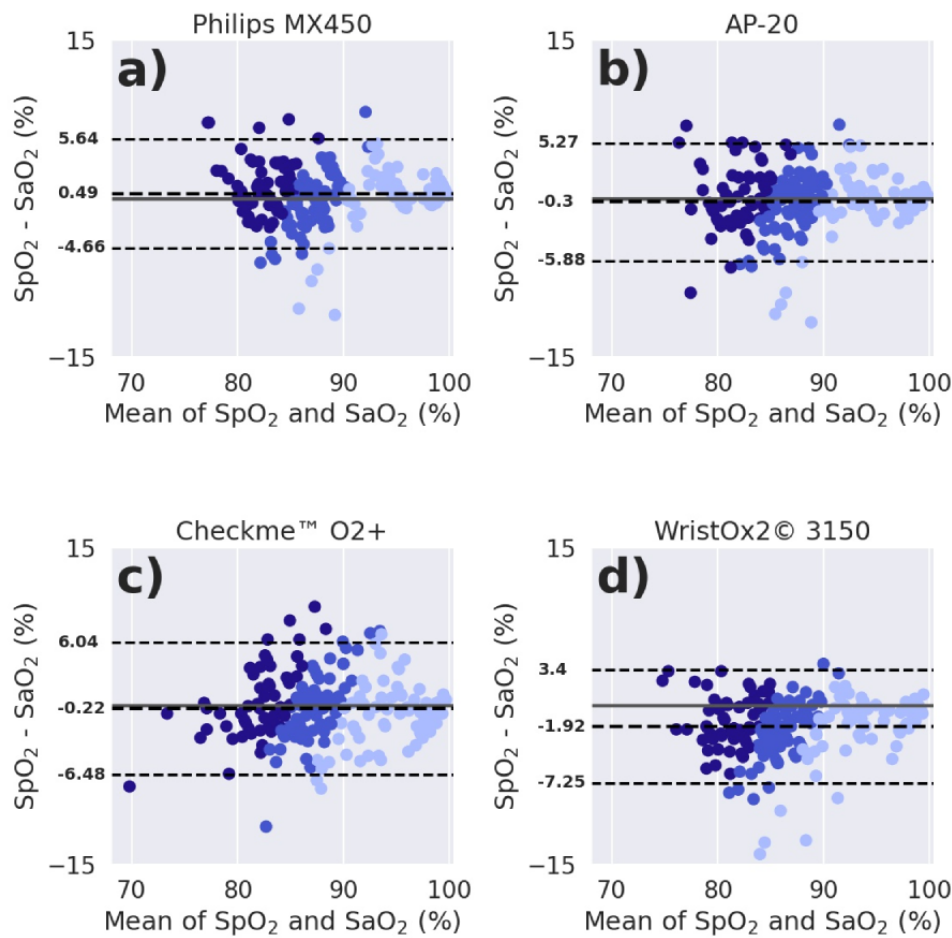 Philips MX450
AP-20
a)
b)
15
5.64
0.49
-4.66
−15
SpO₂ - SaO₂ (%)
70 80 90 100
Mean of SpO₂ and SaO₂ (%)
15
5.27
-0.3
-5.88
−15
SpO₂ - SaO₂ (%)
70 80 90 100
Mean of SpO₂ and SaO₂ (%)
Checkme™ O2+
WristOx2© 3150
c)
d)
15
6.04
-0.22
-6.48
−15
SpO₂ - SaO₂ (%)
70 80 90 100
Mean of SpO₂ and SaO₂ (%)
15
3.4
-1.92
-7.25
−15
SpO₂ - SaO₂ (%)
70 80 90 100
Mean of SpO₂ and SaO₂ (%)